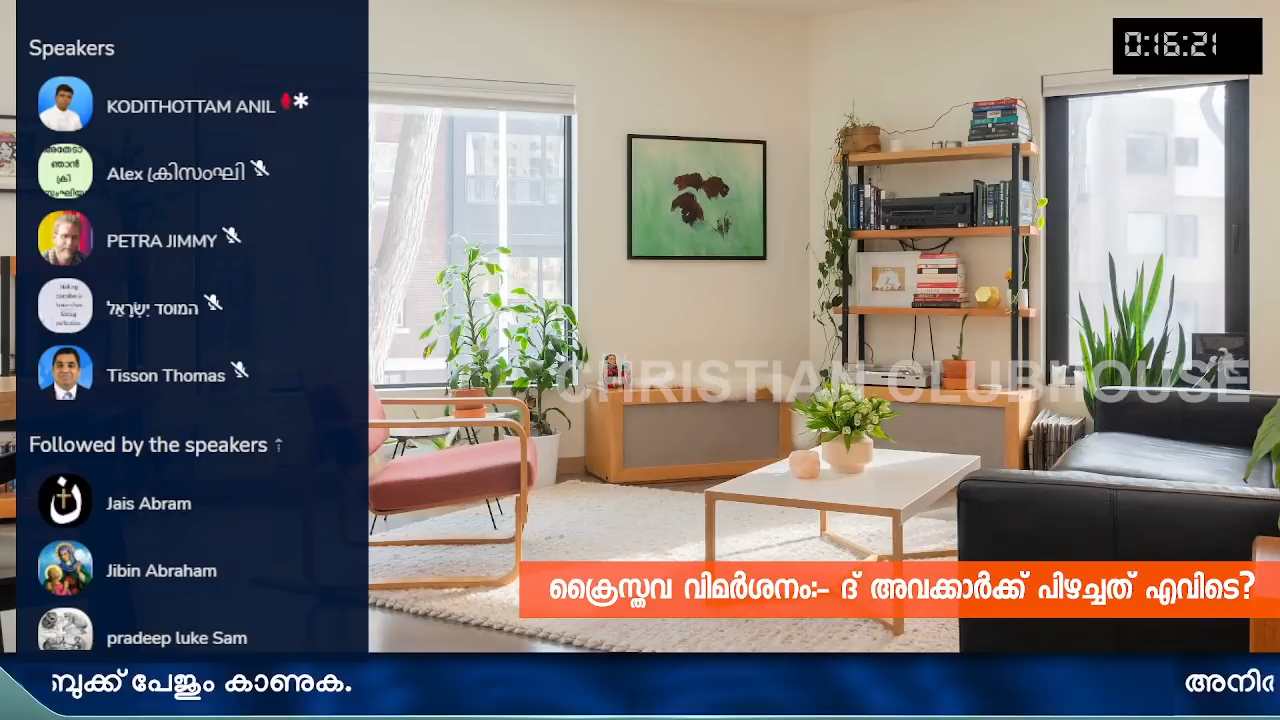 Speakers
KODITHOTTAM ANIL
Alex ക്രിസംഘി
PETRA JIMMY
המוסד יִשְׂרָאֵל
Tisson Thomas
Followed by the speakers ↑
Jais Abram
Jibin Abraham
pradeep luke Sam
0:16:21
CHRISTIAN CLUBHOUSE
ക്രൈസ്തവ വിമർശനം:- ദ് അവക്കാർക്ക് പിഴച്ചത് എവിടെ?
ബുക്ക് പേജും കാണുക.